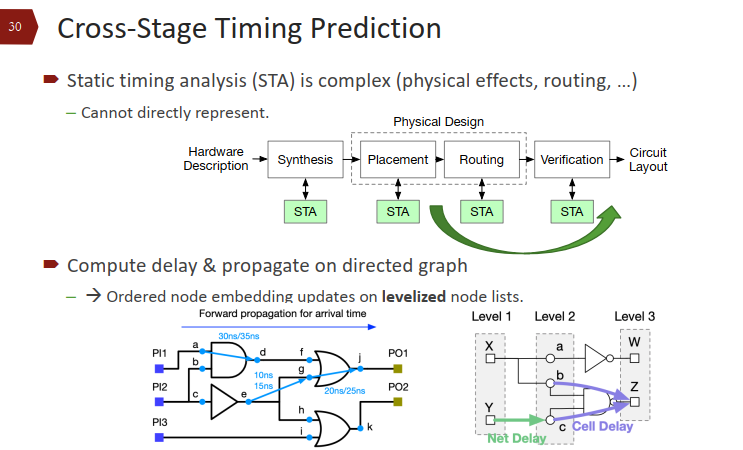 30
Cross-Stage Timing Prediction
Static timing analysis (STA) is complex (physical effects, routing, …)
– Cannot directly represent.
Physical Design
Hardware
Description
Synthesis
Placement
Routing
Verification
Circuit
Layout
STA
STA
STA
STA
Compute delay & propagate on directed graph
– → Ordered node embedding updates on levelized node lists.
Forward propagation for arrival time
30ns/35ns
PI1
a
b
d
f
j
PO1
10ns
15ns
g
PI2
c
e
20ns/25ns
PO2
PI3
h
i
k
Level 1
Level 2
Level 3
X
a
W
b
Z
Y
c
Net Delay
Cell Delay